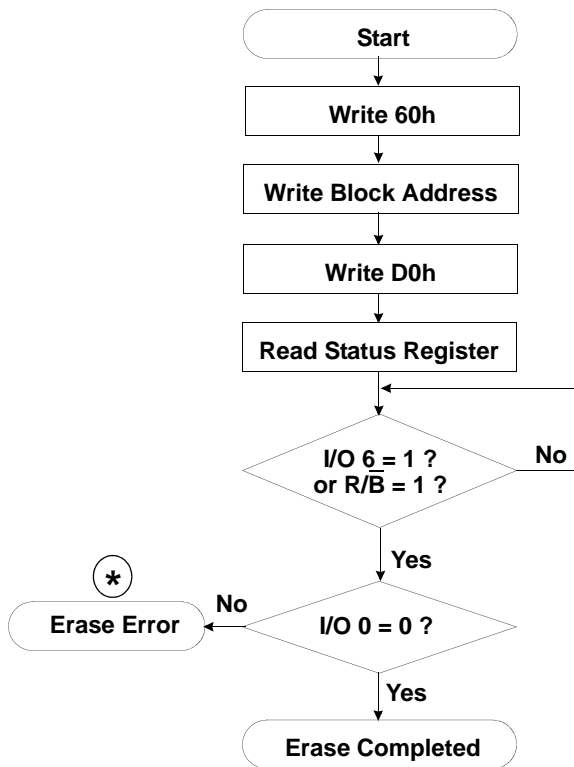 Start
Write 60h
Write Block Address
Write D0h
Read Status Register
I/O 6 = 1 ?
or R/B̅ = 1 ?
No
Yes
*
No
Erase Error
I/O 0 = 0 ?
Yes
Erase Completed